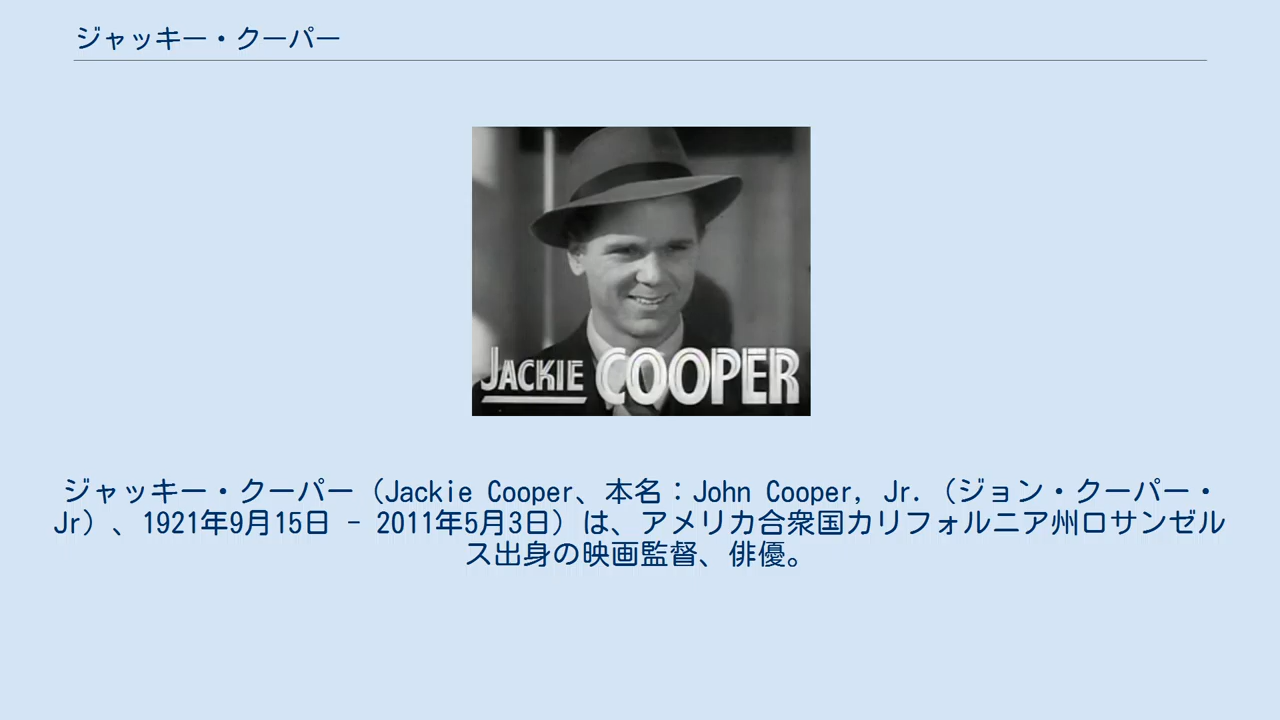 ジャッキー・クーパー
JACKIE COOPER
ジャッキー・クーパー（Jackie Cooper、本名：John Cooper, Jr.（ジョン・クーパー・
Jr）、1921年9月15日 - 2011年5月3日）は、アメリカ合衆国カリフォルニア州ロサンゼル
ス出身の映画監督、俳優。